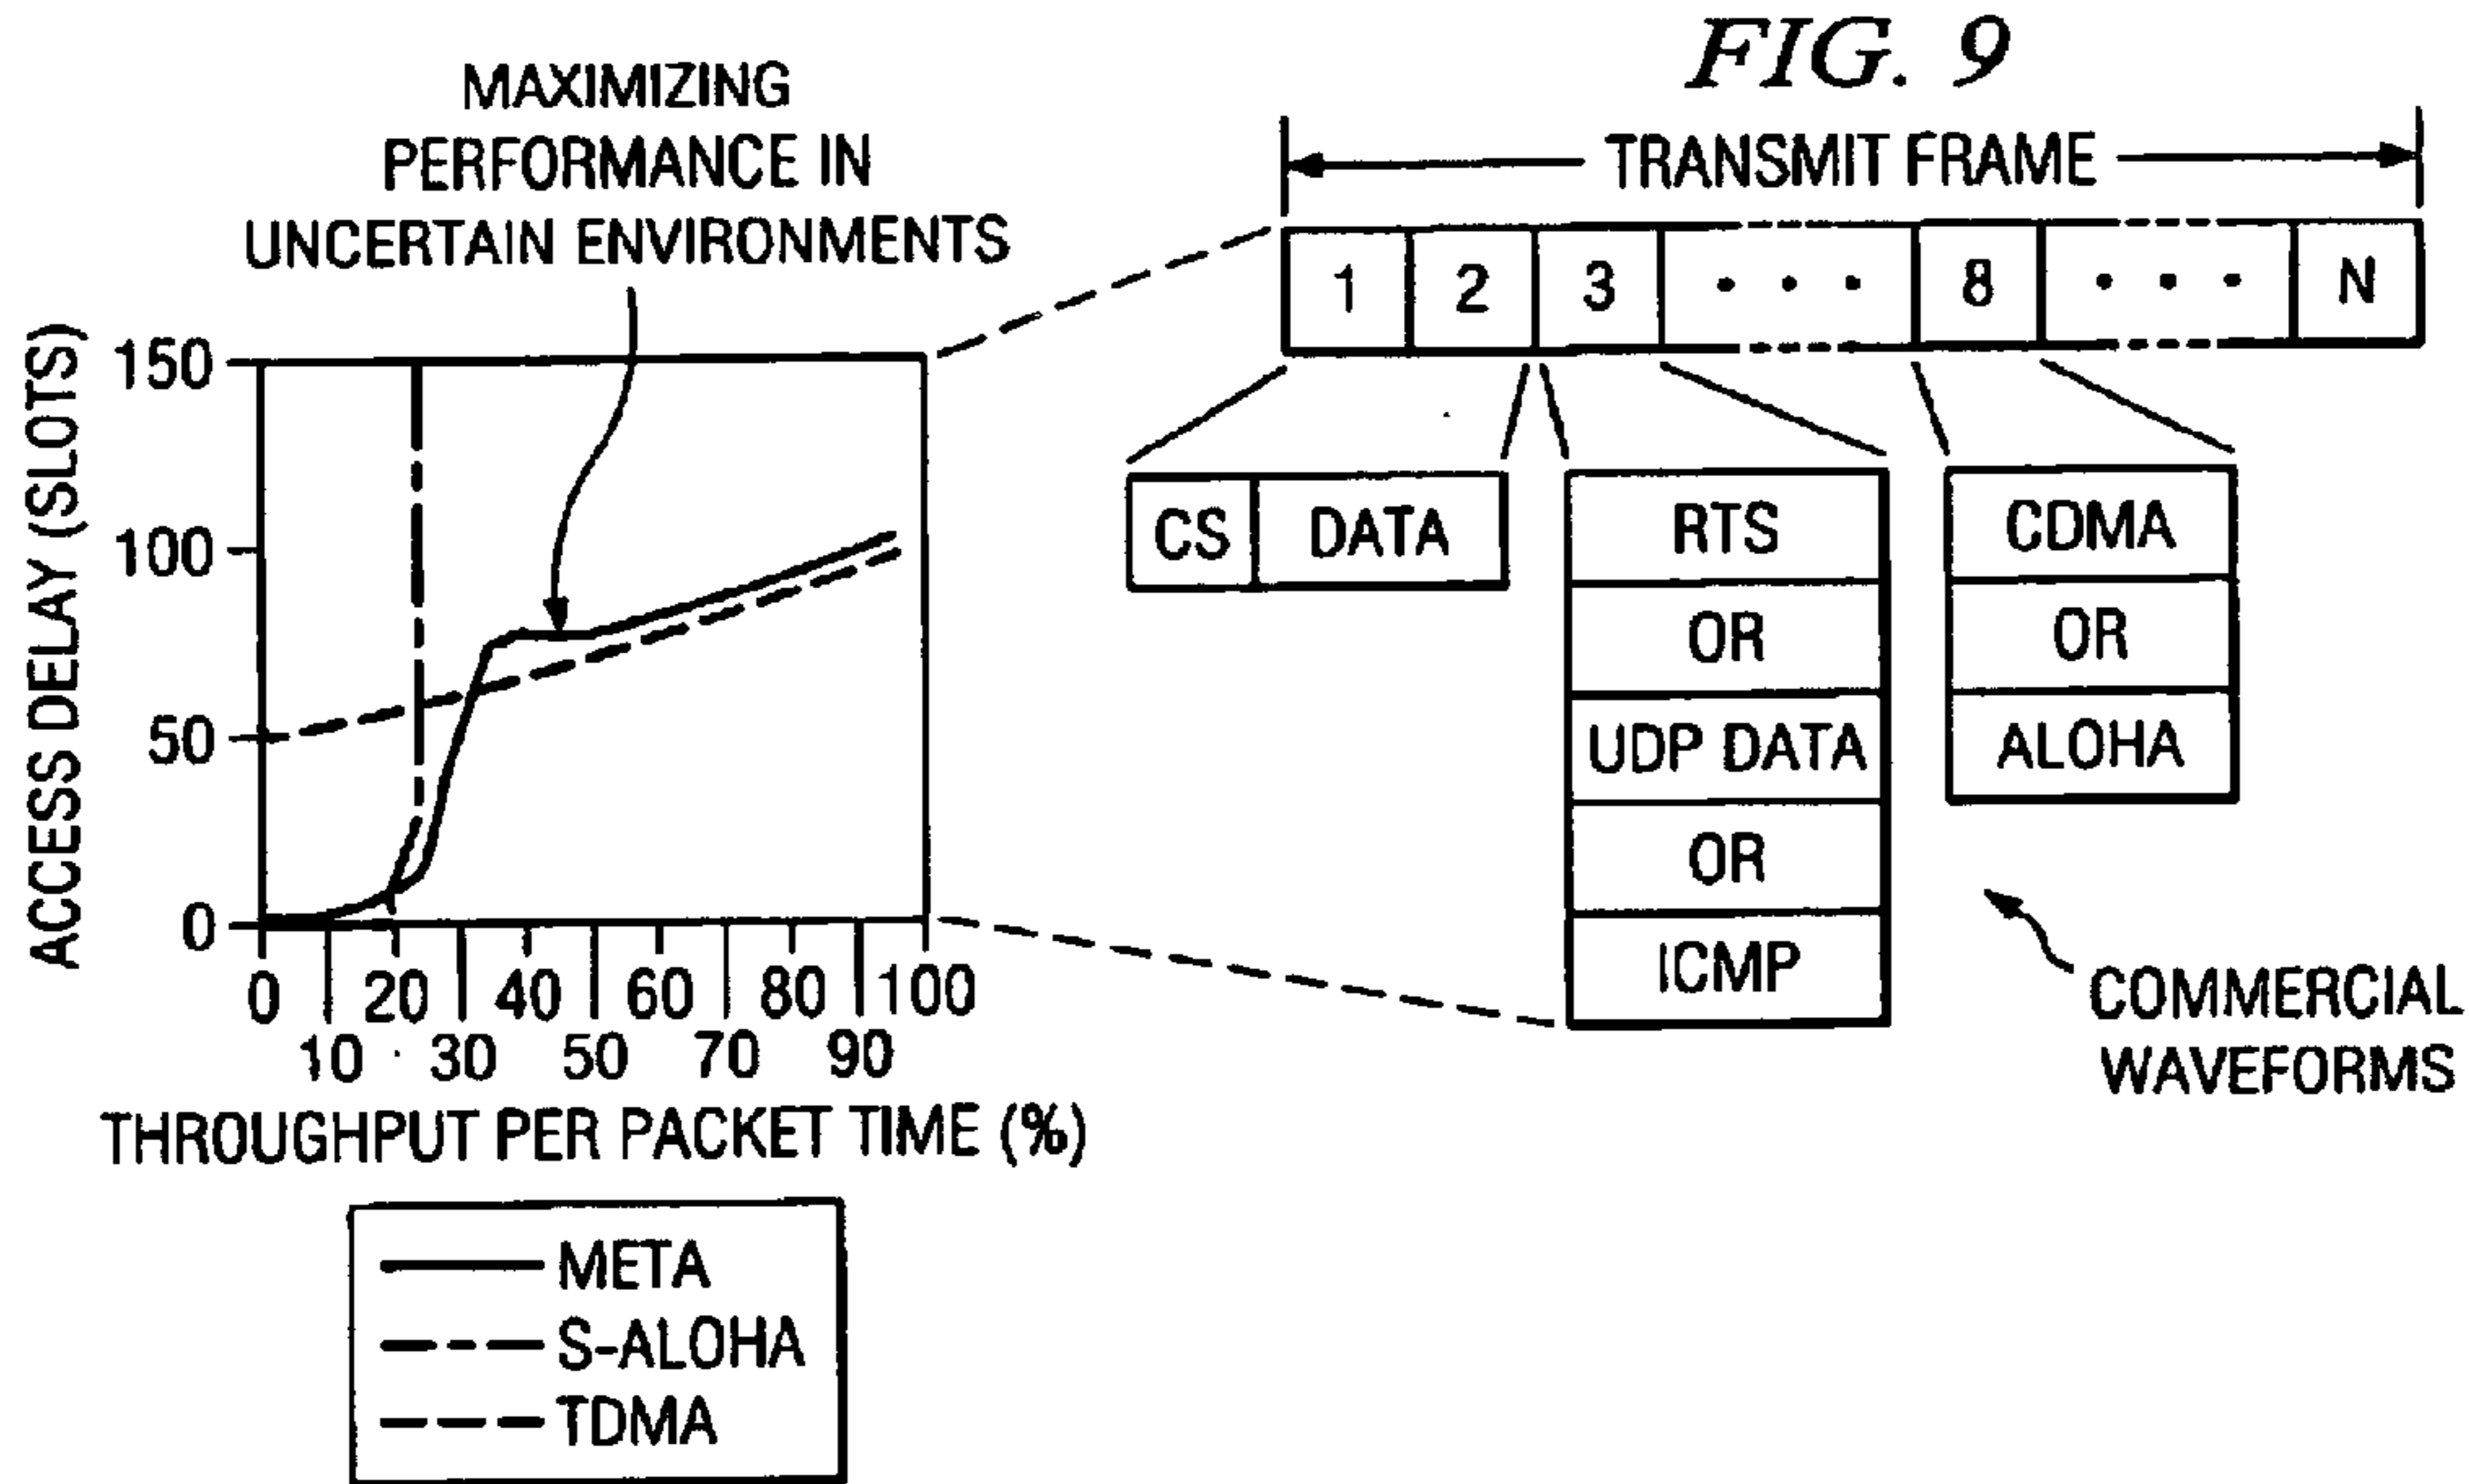 FIG. 9
MAXIMIZING
PERFORMANCE IN
UNCERTAIN ENVIRONMENTS
TRANSMIT FRAME
1 2 3 . . . 8 . . . N
ACCESS DELAY (SLOTS)
150
100
50
0
0 20 40 60 80 100
10 30 50 70 90
THROUGHPUT PER PACKET TIME (%)
META
S-ALOHA
TDMA
CS DATA
RTS
OR
UDP DATA
OR
ICMP
CDMA
OR
ALOHA
COMMERCIAL
WAVEFORMS